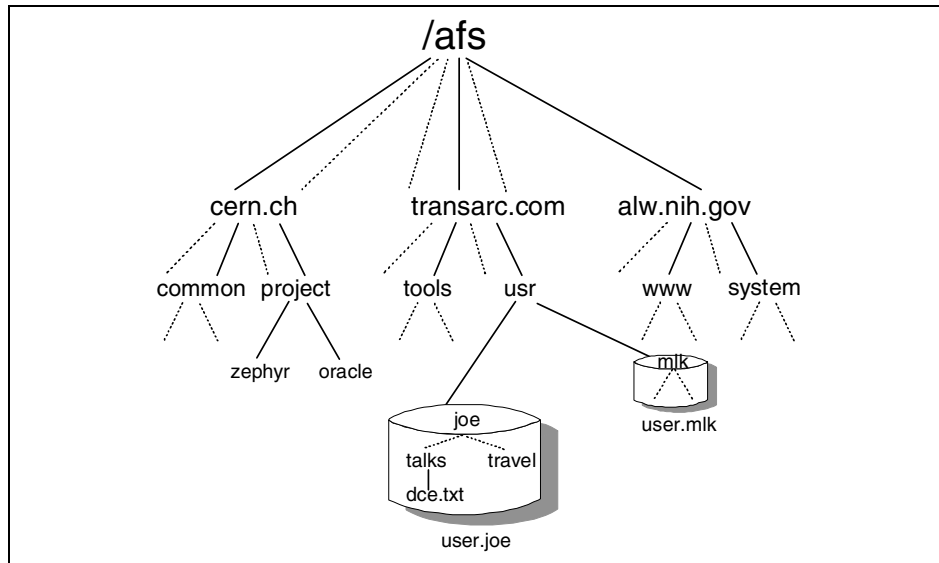 /afs
cern.ch transarc.com alw.nih.gov
common project tools usr www system
zephyr oracle mlk
user.mlk
joe
talks travel
dce.txt
user.joe